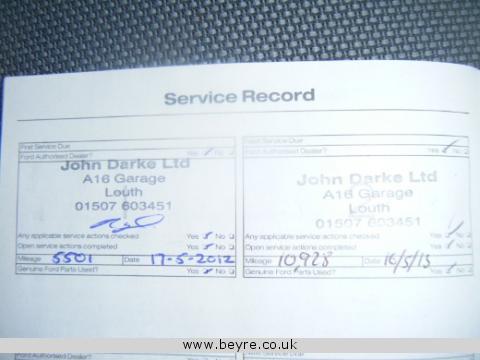 Service Record
First Service Due
Ford Authorised Dealer? Yes ✓ No
John Darke Ltd
A16 Garage
Louth
01507 603451
Any applicable service actions checked Yes ✓ No
Open service actions completed Yes ✓ No
Mileage 5501 Date 17-5-2012
Genuine Ford Parts Used? Yes ✓ No
Service Due
Ford Authorised Dealer? Yes ✓ No
John Darke Ltd
A16 Garage
Louth
01507 603451
Any applicable service actions checked Yes ✓ No
Open service actions completed Yes ✓ No
Mileage 10,928 Date 16/5/13
Genuine Ford Parts Used? Yes ✓ No
www.beyre.co.uk